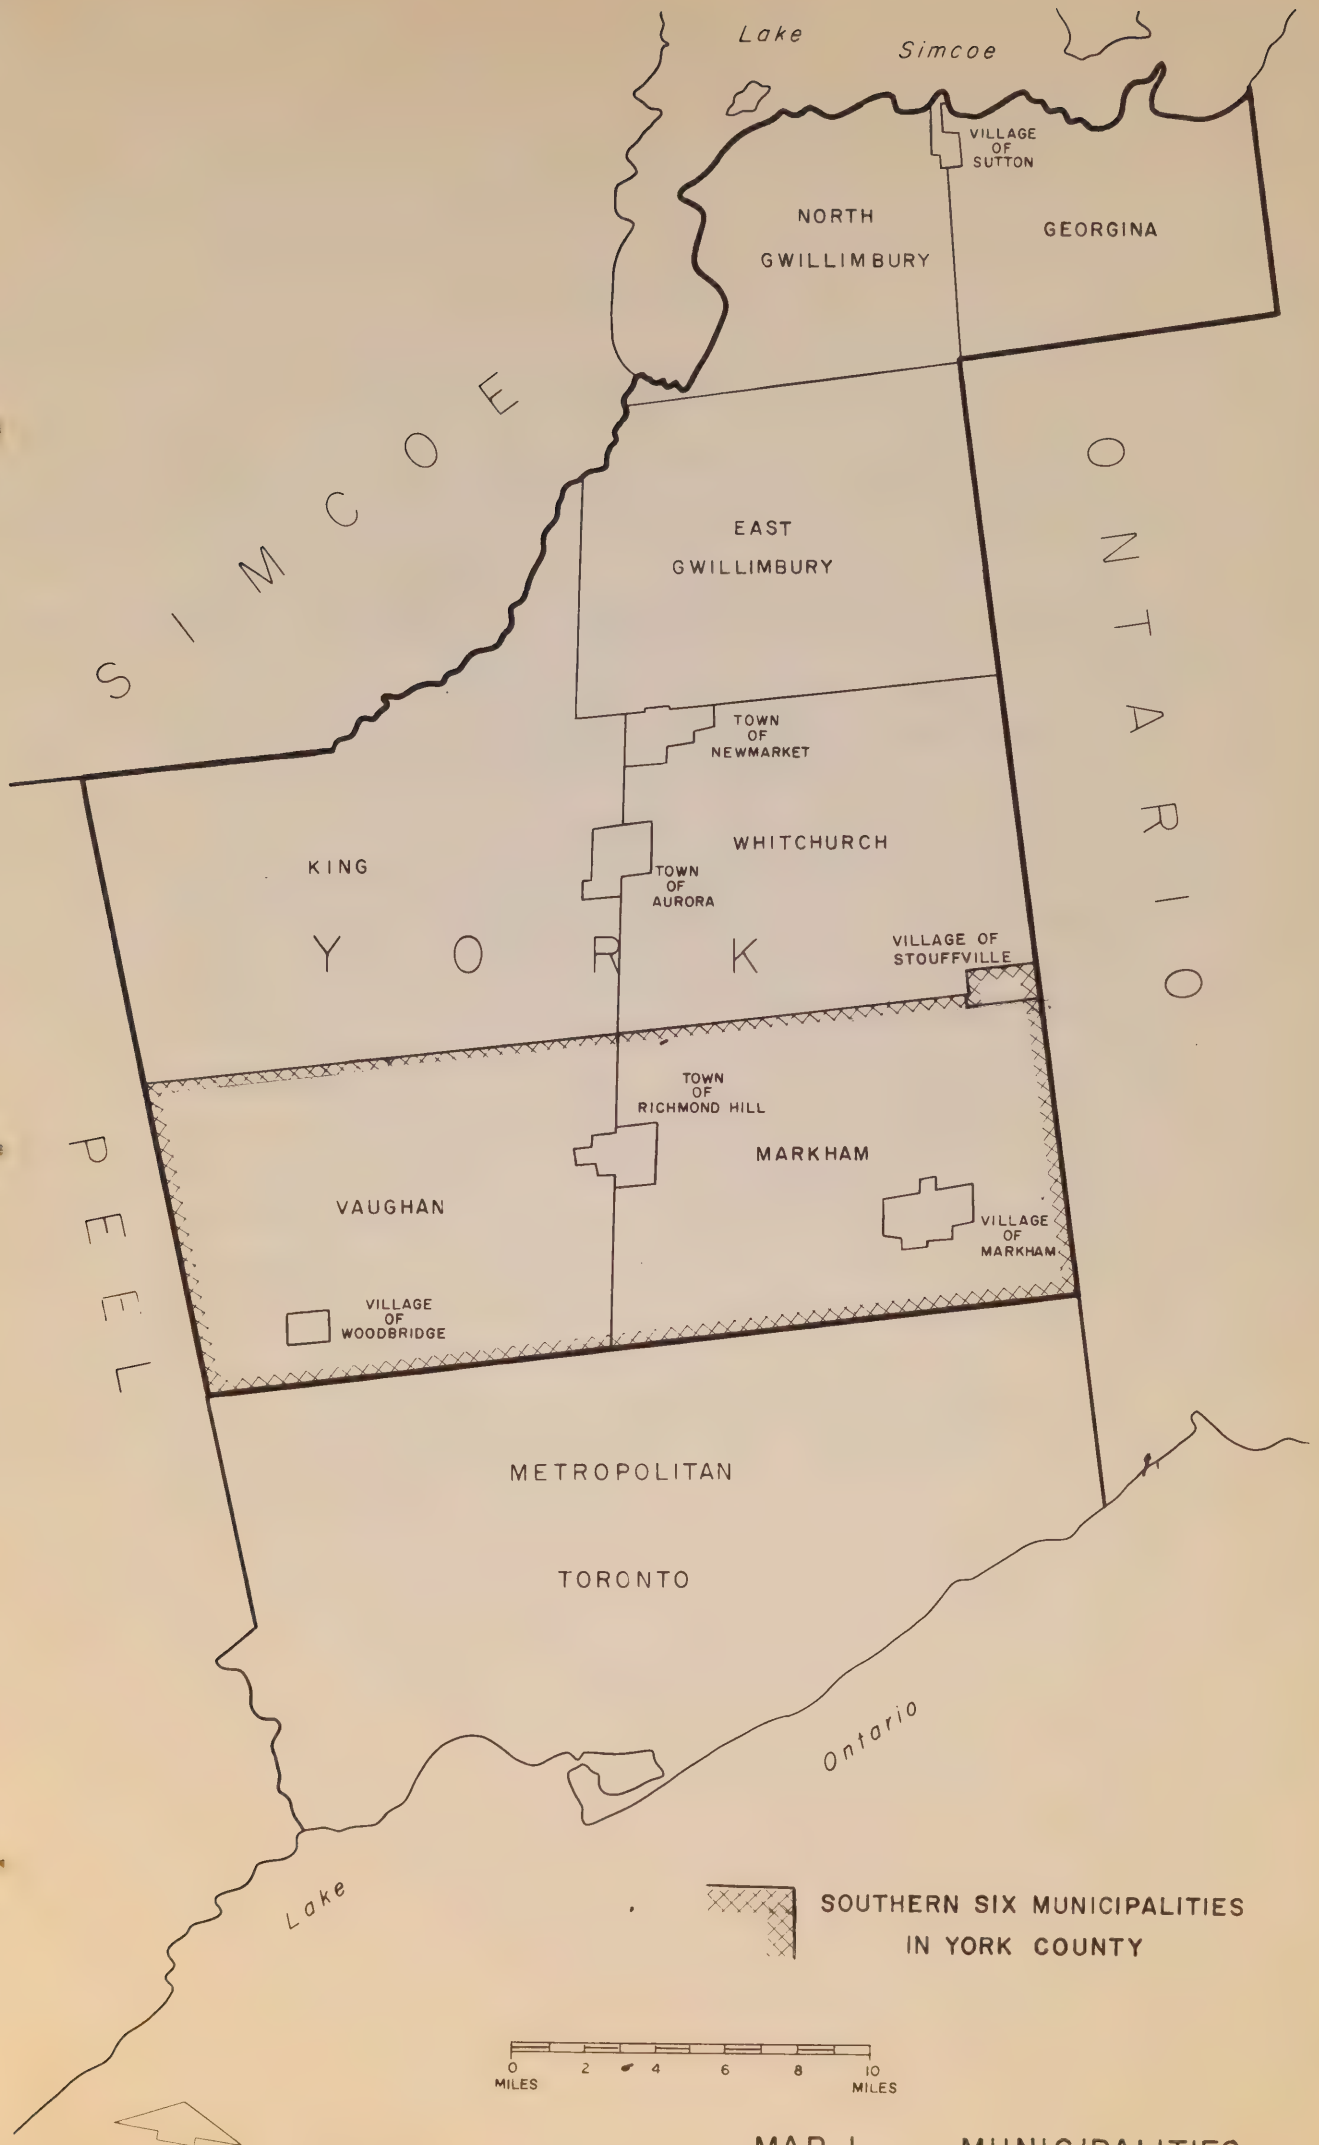 Lake Simcoe
VILLAGE
OF
SUTTON
NORTH
GWILLIMBURY
GEORGINA
SIMCOE
ONTARIO
EAST
GWILLIMBURY
TOWN
OF
NEWMARKET
WHITCHURCH
KING
TOWN
OF
AURORA
YORK
VILLAGE OF
STOUFFVILLE
TOWN
OF
RICHMOND HILL
MARKHAM
PEEL
VAUGHAN
VILLAGE
OF
MARKHAM
VILLAGE
OF
WOODBRIDGE
METROPOLITAN
TORONTO
Lake Ontario
SOUTHERN SIX MUNICIPALITIES
IN YORK COUNTY
0 2 4 6 8 10
MILES MILES
MAP I MUNICIPALITIES